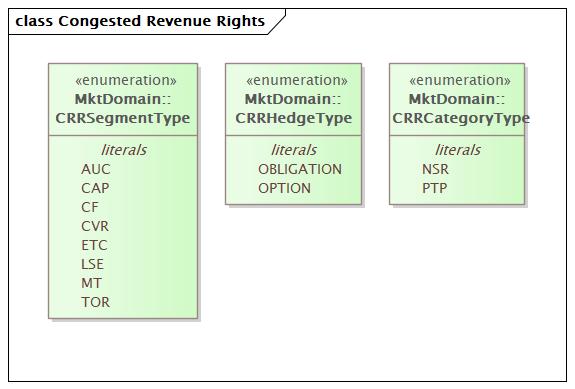 class Congested Revenue Rights
«enumeration»
MktDomain::
CRRSegmentType
literals
AUC
CAP
CF
CVR
ETC
LSE
MT
TOR
«enumeration»
MktDomain::
CRRHedgeType
literals
OBLIGATION
OPTION
«enumeration»
MktDomain::
CRRCategoryType
literals
NSR
PTP